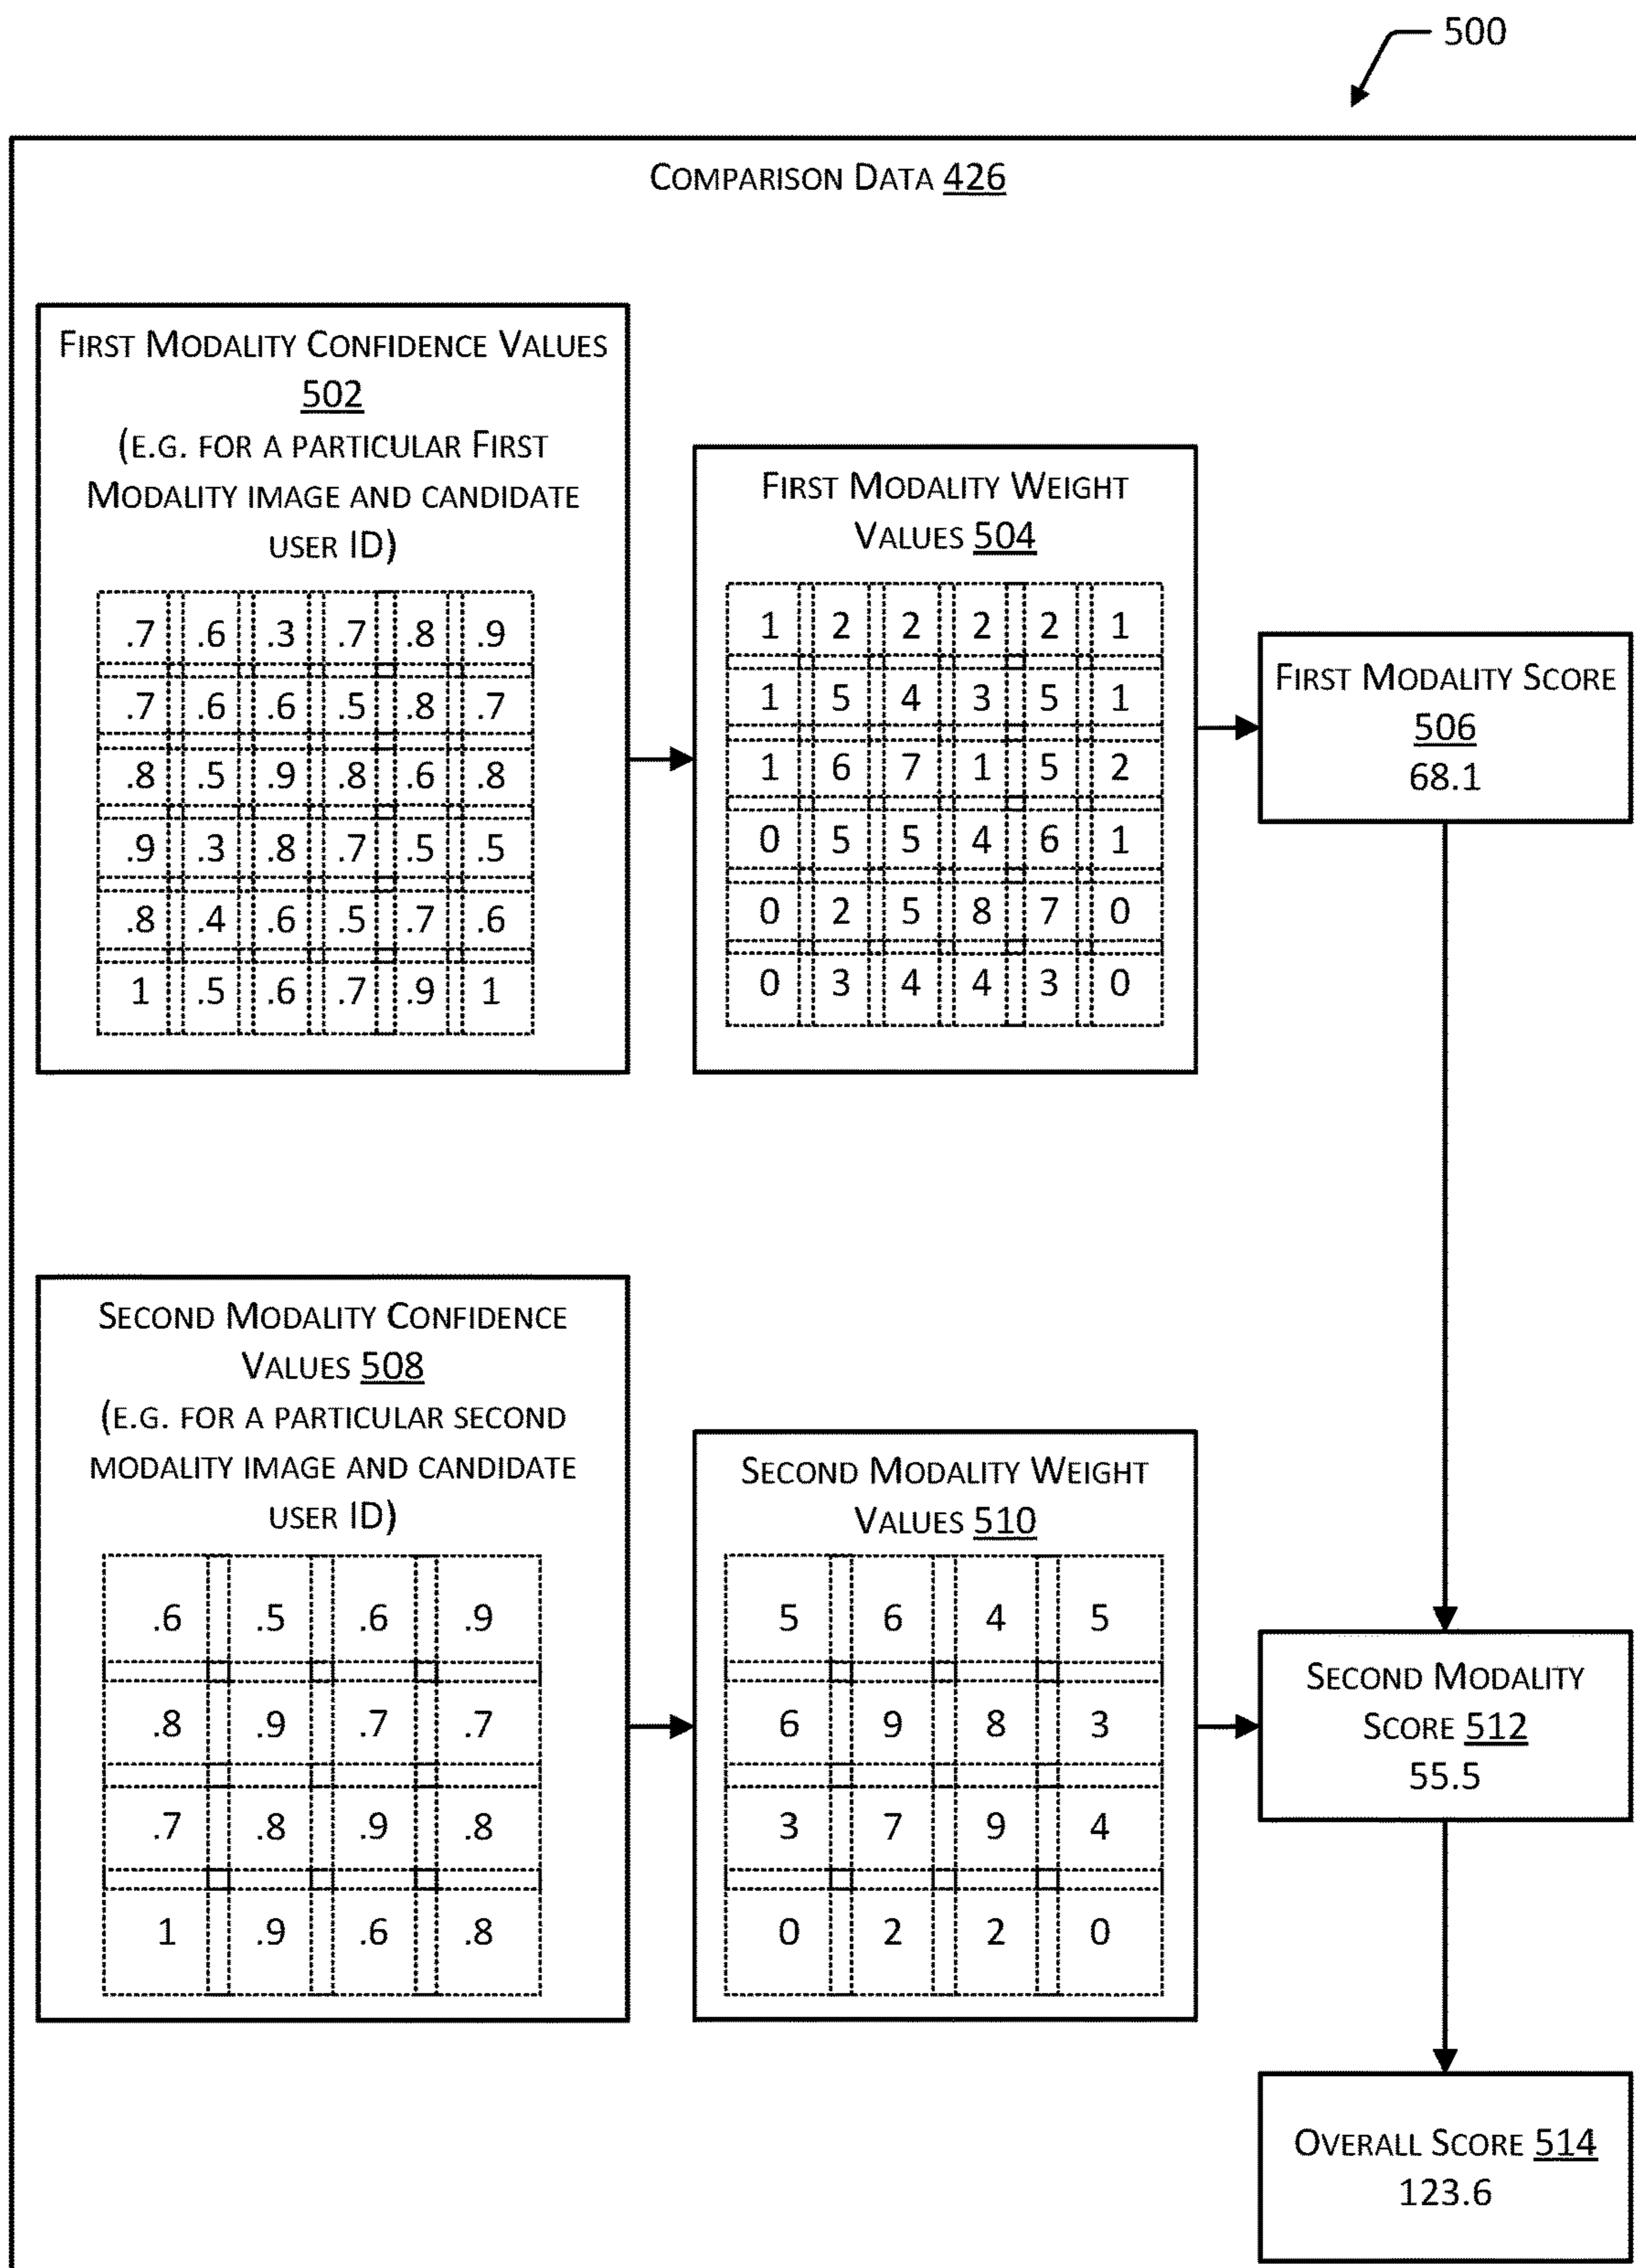 500
COMPARISON DATA 426
FIRST MODALITY CONFIDENCE VALUES
502
(E.G. FOR A PARTICULAR FIRST
MODALITY IMAGE AND CANDIDATE
USER ID)
.7 .6 .3 .7 .8 .9
.7 .6 .6 .5 .8 .7
.8 .5 .9 .8 .6 .8
.9 .3 .8 .7 .5 .5
.8 .4 .6 .5 .7 .6
1 .5 .6 .7 .9 1
FIRST MODALITY WEIGHT
VALUES 504
1 2 2 2 2 1
1 5 4 3 5 1
1 6 7 1 5 2
0 5 5 4 6 1
0 2 5 8 7 0
0 3 4 4 3 0
FIRST MODALITY SCORE
506
68.1
SECOND MODALITY CONFIDENCE
VALUES 508
(E.G. FOR A PARTICULAR SECOND
MODALITY IMAGE AND CANDIDATE
USER ID)
.6 .5 .6 .9
.8 .9 .7 .7
.7 .8 .9 .8
1 .9 .6 .8
SECOND MODALITY WEIGHT
VALUES 510
5 6 4 5
6 9 8 3
3 7 9 4
0 2 2 0
SECOND MODALITY
SCORE 512
55.5
OVERALL SCORE 514
123.6